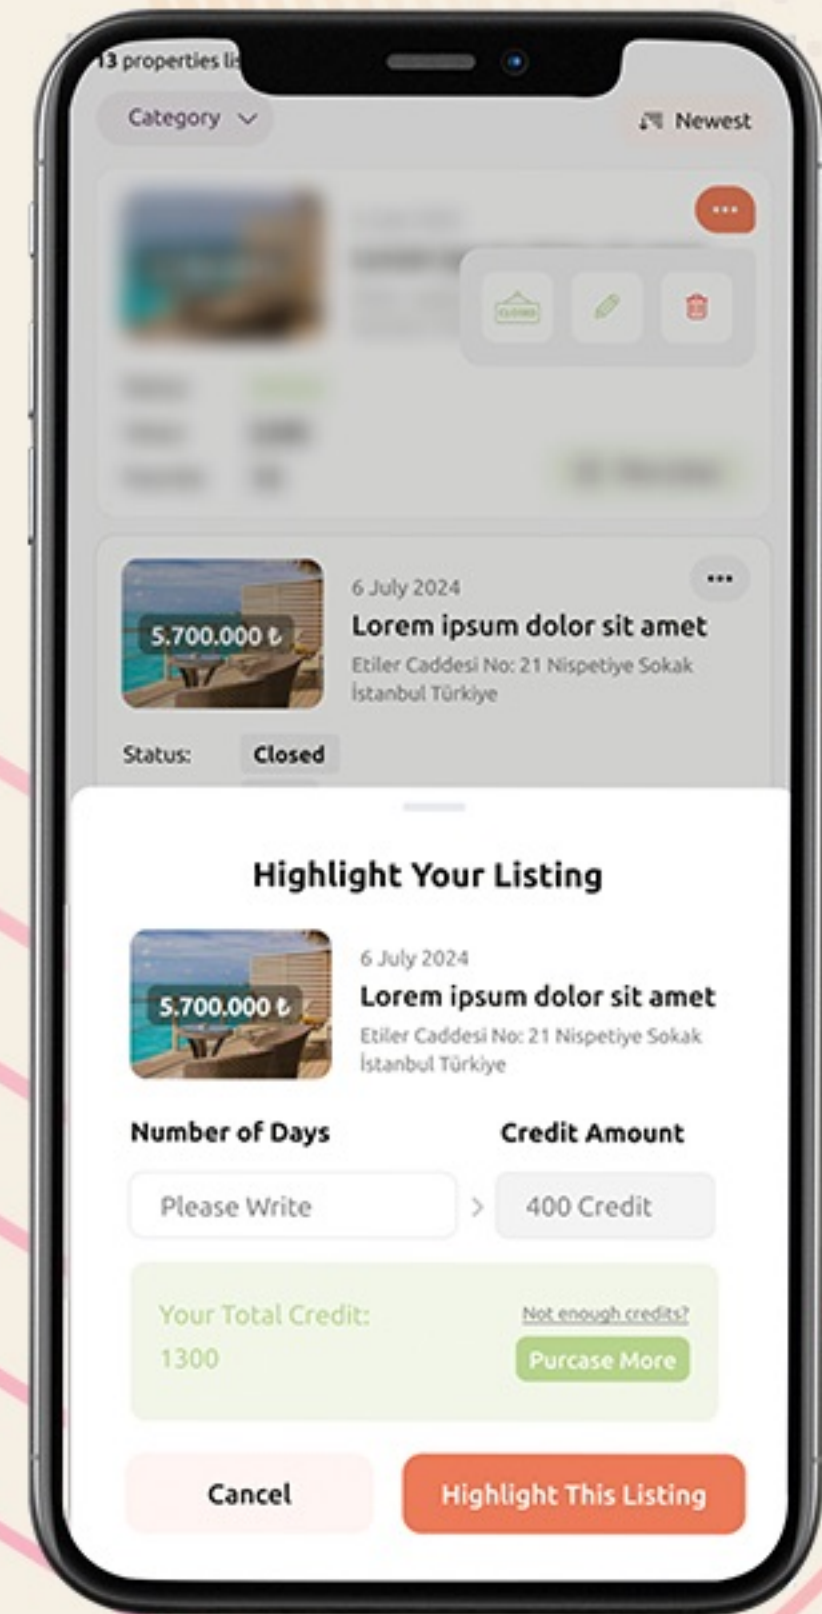 13 properties lis
Category
Newest
CLOSED
5.700.000 ₺
6 July 2024
Lorem ipsum dolor sit amet
Etiler Caddesi No: 21 Nispetiye Sokak
İstanbul Türkiye
Status: Closed
Highlight Your Listing
5.700.000 ₺
6 July 2024
Lorem ipsum dolor sit amet
Etiler Caddesi No: 21 Nispetiye Sokak
İstanbul Türkiye
Number of Days
Credit Amount
Please Write
400 Credit
Your Total Credit:
1300
Not enough credits?
Purcase More
Cancel
Highlight This Listing